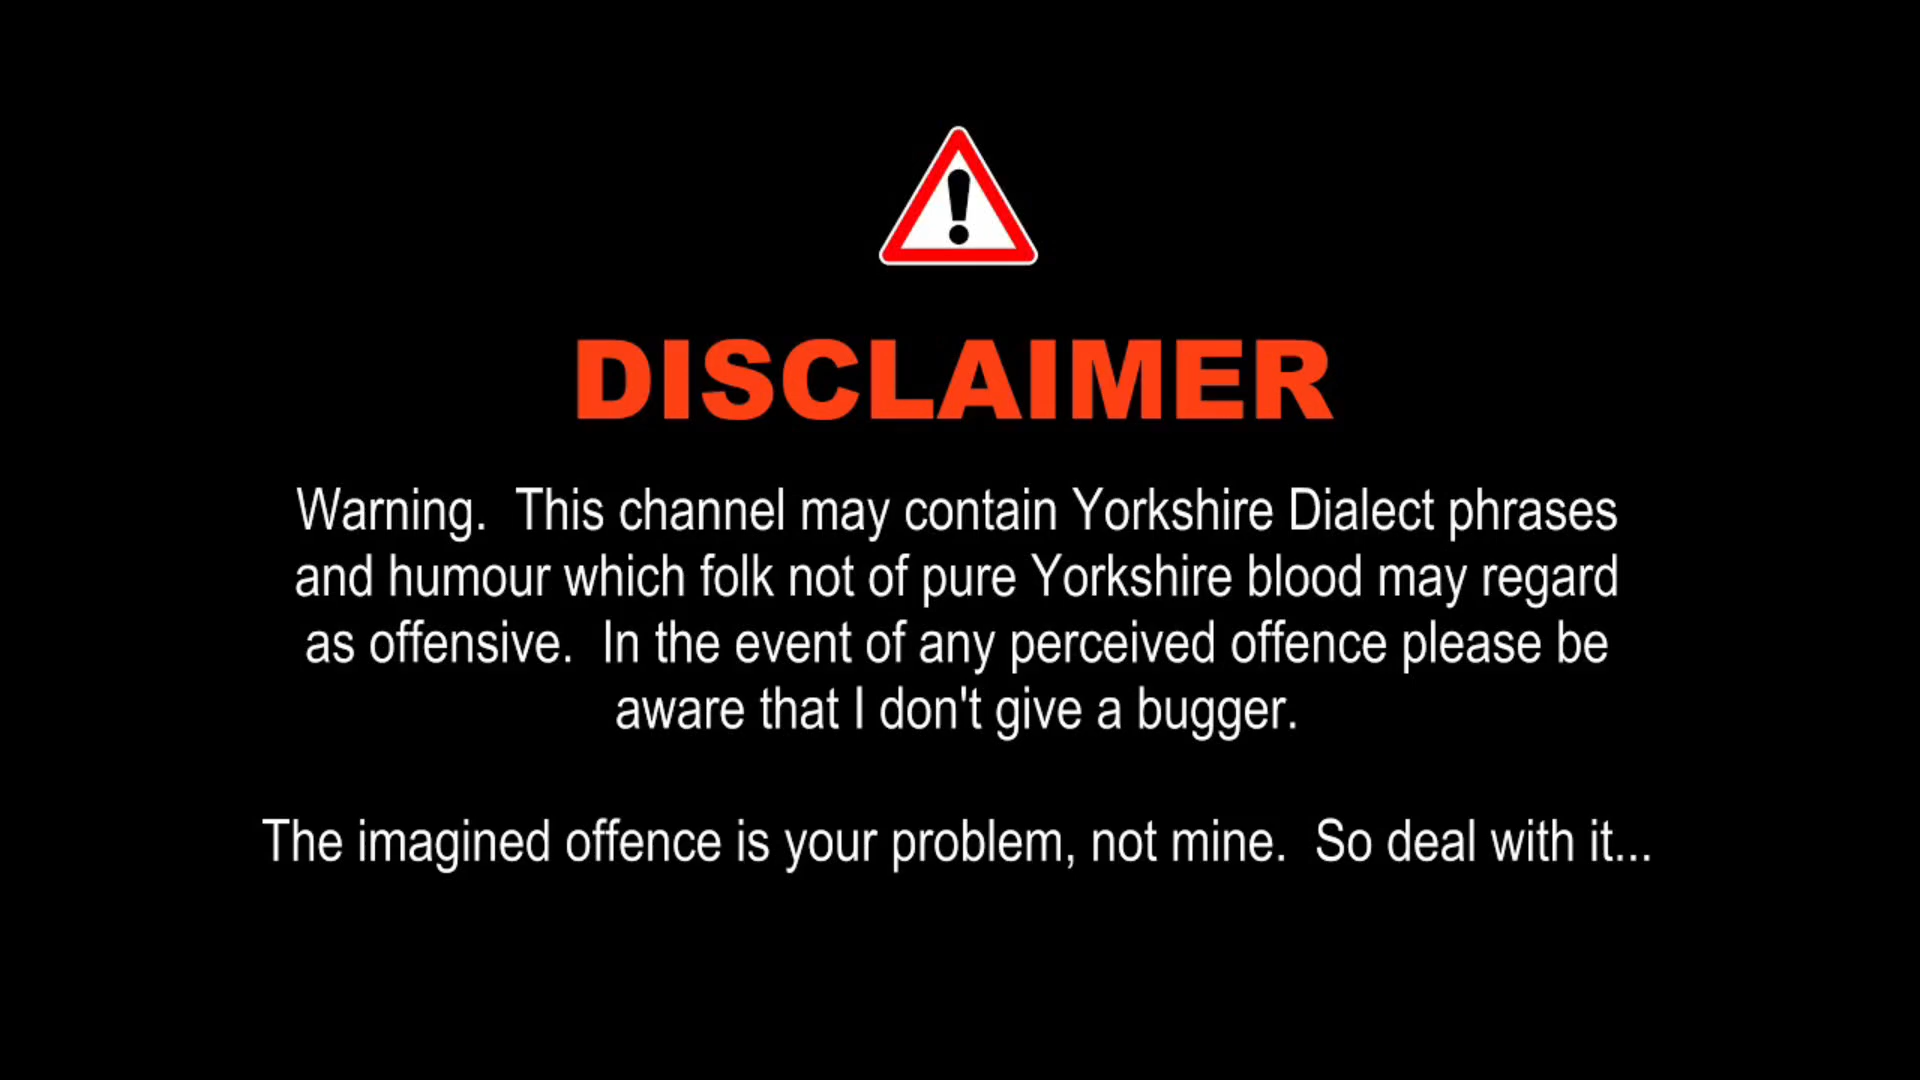 DISCLAIMER
Warning.  This channel may contain Yorkshire Dialect phrases
and humour which folk not of pure Yorkshire blood may regard
as offensive.  In the event of any perceived offence please be
aware that I don't give a bugger.
The imagined offence is your problem, not mine.  So deal with it...